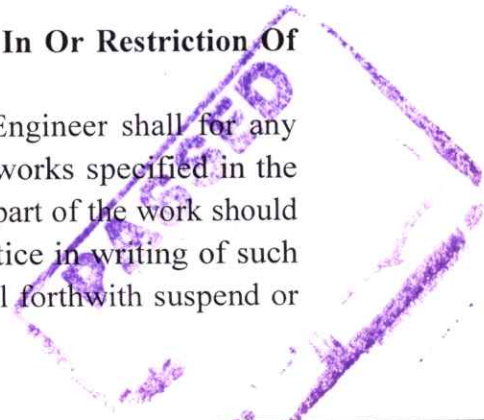 In Or Restriction Of
Engineer shall for any
works specified in the
part of the work should
tice in writing of such
l forthwith suspend or
PASSED